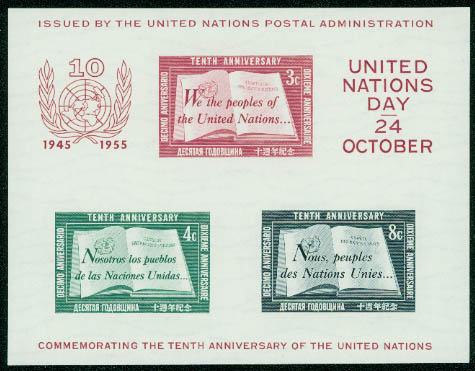 ISSUED BY THE UNITED NATIONS POSTAL ADMINISTRATION
10
1945 1955
TENTH ANNIVERSARY
3c
DECIMO ANIVERSARIO
DIXIEME ANNIVERSAIRE
We the peoples of
the United Nations...
ДЕСЯТАЯ ГОДОВЩИНА 十週年紀念
UNITED
NATIONS
DAY
—
24
OCTOBER
TENTH ANNIVERSARY
4c
DECIMO ANIVERSARIO
DIXIEME ANNIVERSAIRE
Nosotros los pueblos
de las Naciones Unidas...
ДЕСЯТАЯ ГОДОВЩИНА 十週年紀念
TENTH ANNIVERSARY
8c
DECIMO ANIVERSARIO
DIXIEME ANNIVERSAIRE
Nous, peuples
des Nations Unies...
ДЕСЯТАЯ ГОДОВЩИНА 十週年紀念
COMMEMORATING THE TENTH ANNIVERSARY OF THE UNITED NATIONS